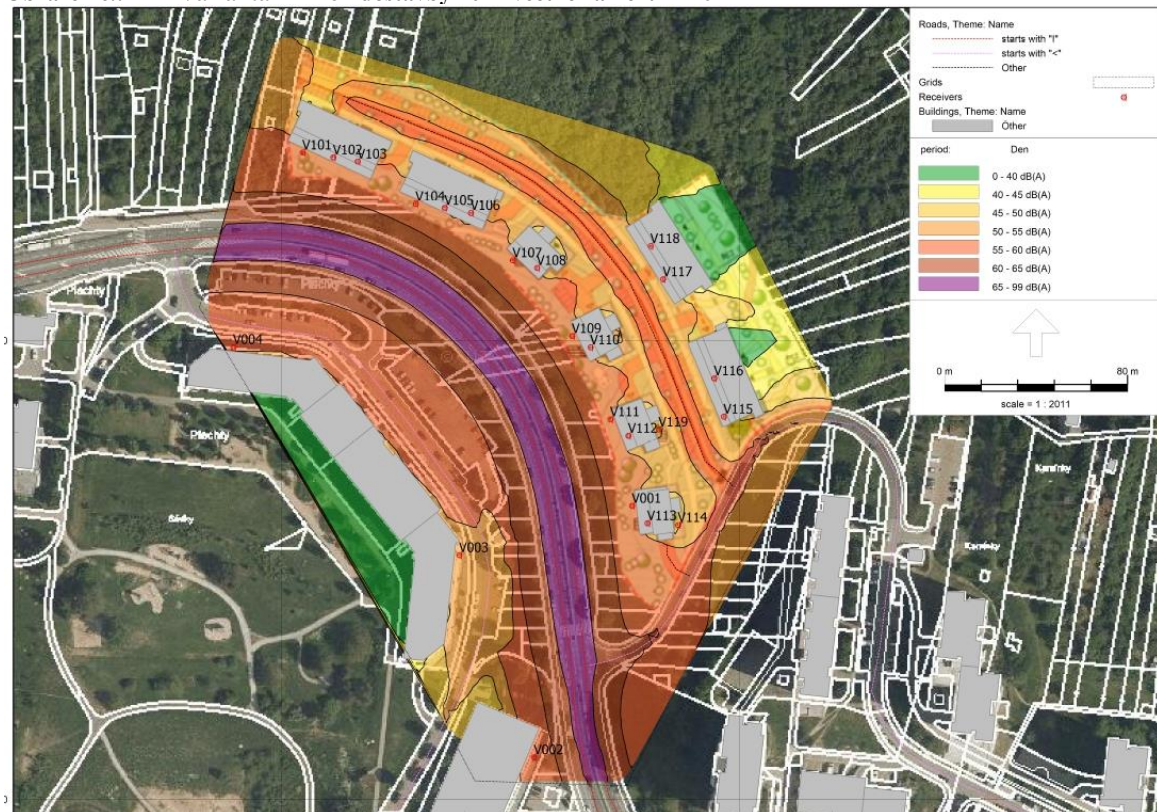 Roads, Theme: Name
starts with "!"
starts with "<"
Other
Grids
Receivers
Buildings, Theme: Name
Other
period: Den
0 - 40 dB(A)
40 - 45 dB(A)
45 - 50 dB(A)
50 - 55 dB(A)
55 - 60 dB(A)
60 - 65 dB(A)
65 - 99 dB(A)
0 m 80 m
scale = 1 : 2011
V101
V102
V103
V104
V105
V106
V107
V108
V118
V117
V109
V110
V004
Plachty
V116
V115
V111
V112
V119
Plachty
V001
V113
V114
V003
V002